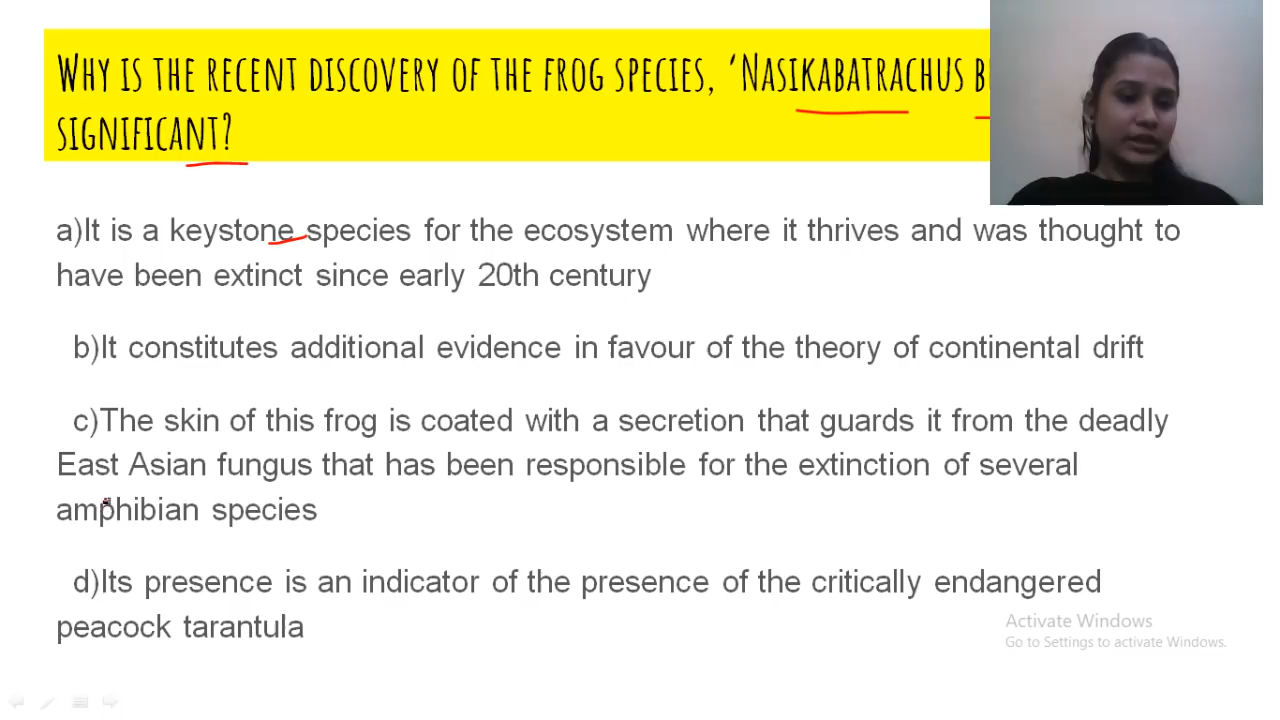 WHY IS THE RECENT DISCOVERY OF THE FROG SPECIES, ‘NASIKABATRACHUS
SIGNIFICANT?
a)It is a keystone species for the ecosystem where it thrives and was thought to
have been extinct since early 20th century
b)It constitutes additional evidence in favour of the theory of continental drift
c)The skin of this frog is coated with a secretion that guards it from the deadly
East Asian fungus that has been responsible for the extinction of several
amphibian species
d)Its presence is an indicator of the presence of the critically endangered
peacock tarantula
Activate Windows
Go to Settings to activate Windows.